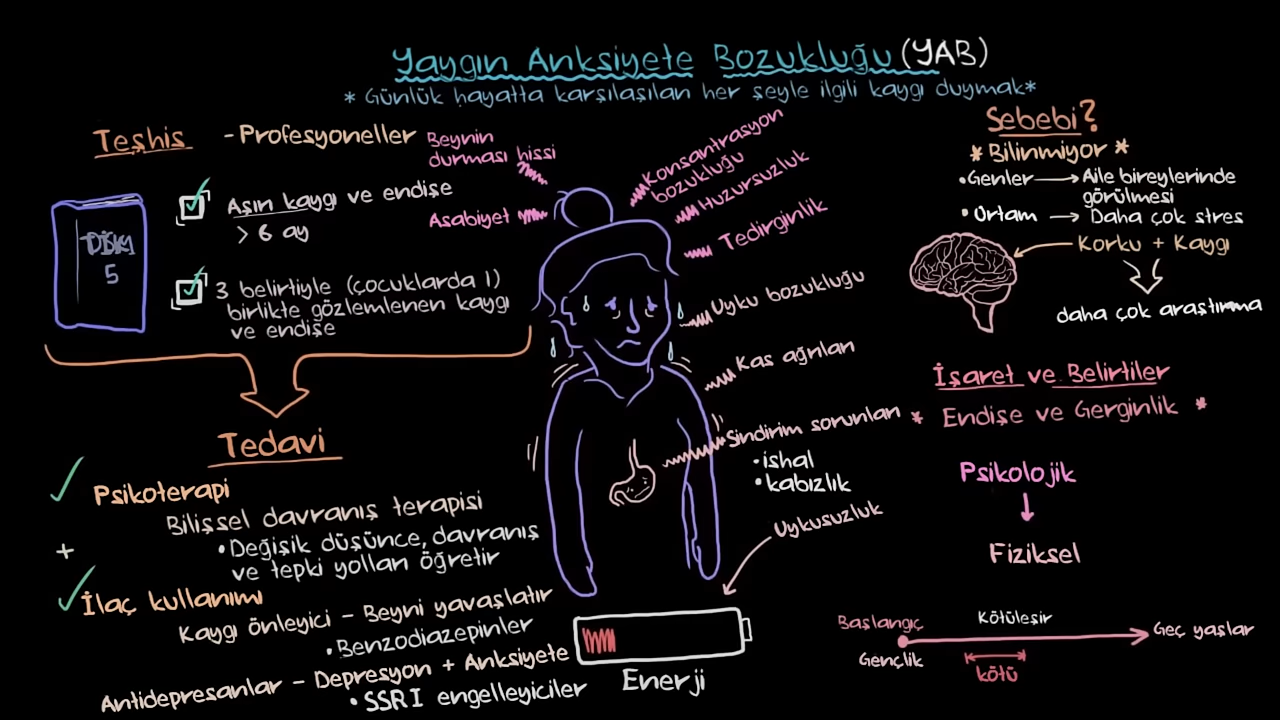 Yaygın Anksiyete Bozukluğu (YAB)
* Günlük hayatta karşılaşılan her şeyle ilgili kaygı duymak*
Teşhis - Profesyoneller
5
Aşırı kaygı ve endişe
> 6 ay
3 belirtiyle (çocuklarda 1)
birlikte gözlemlenen kaygı
ve endişe
Tedavi
Psikoterapi
Bilişsel davranış terapisi
• Değişik düşünce, davranış
ve tepki yolları öğretir
+
İlaç kullanımı
Kaygı önleyici - Beyni yavaşlatır
• Benzodiazepinler
Antidepresanlar - Depresyon + Anksiyete
• SSRI engelleyiciler
Beynin
durması hissi
Asabiyet
Konsantrasyon
bozukluğu
Huzursuzluk
Tedirginlik
Uyku bozukluğu
Kas ağrıları
Sindirim sorunları
• ishal
• kabızlık
Uykusuzluk
Enerji
Sebebi?
* Bilinmiyor *
• Genler → Aile bireylerinde
görülmesi
• Ortam → Daha çok stres
Korku + Kaygı
daha çok araştırma
İşaret ve Belirtiler
* Endişe ve Gerginlik *
Psikolojik
Fiziksel
Başlangıç
Gençlik
Kötüleşir
kötü
Geç yaşlar